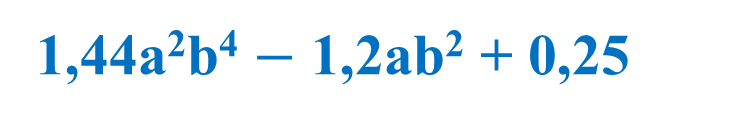 1,44a²b⁴ − 1,2ab² + 0,25